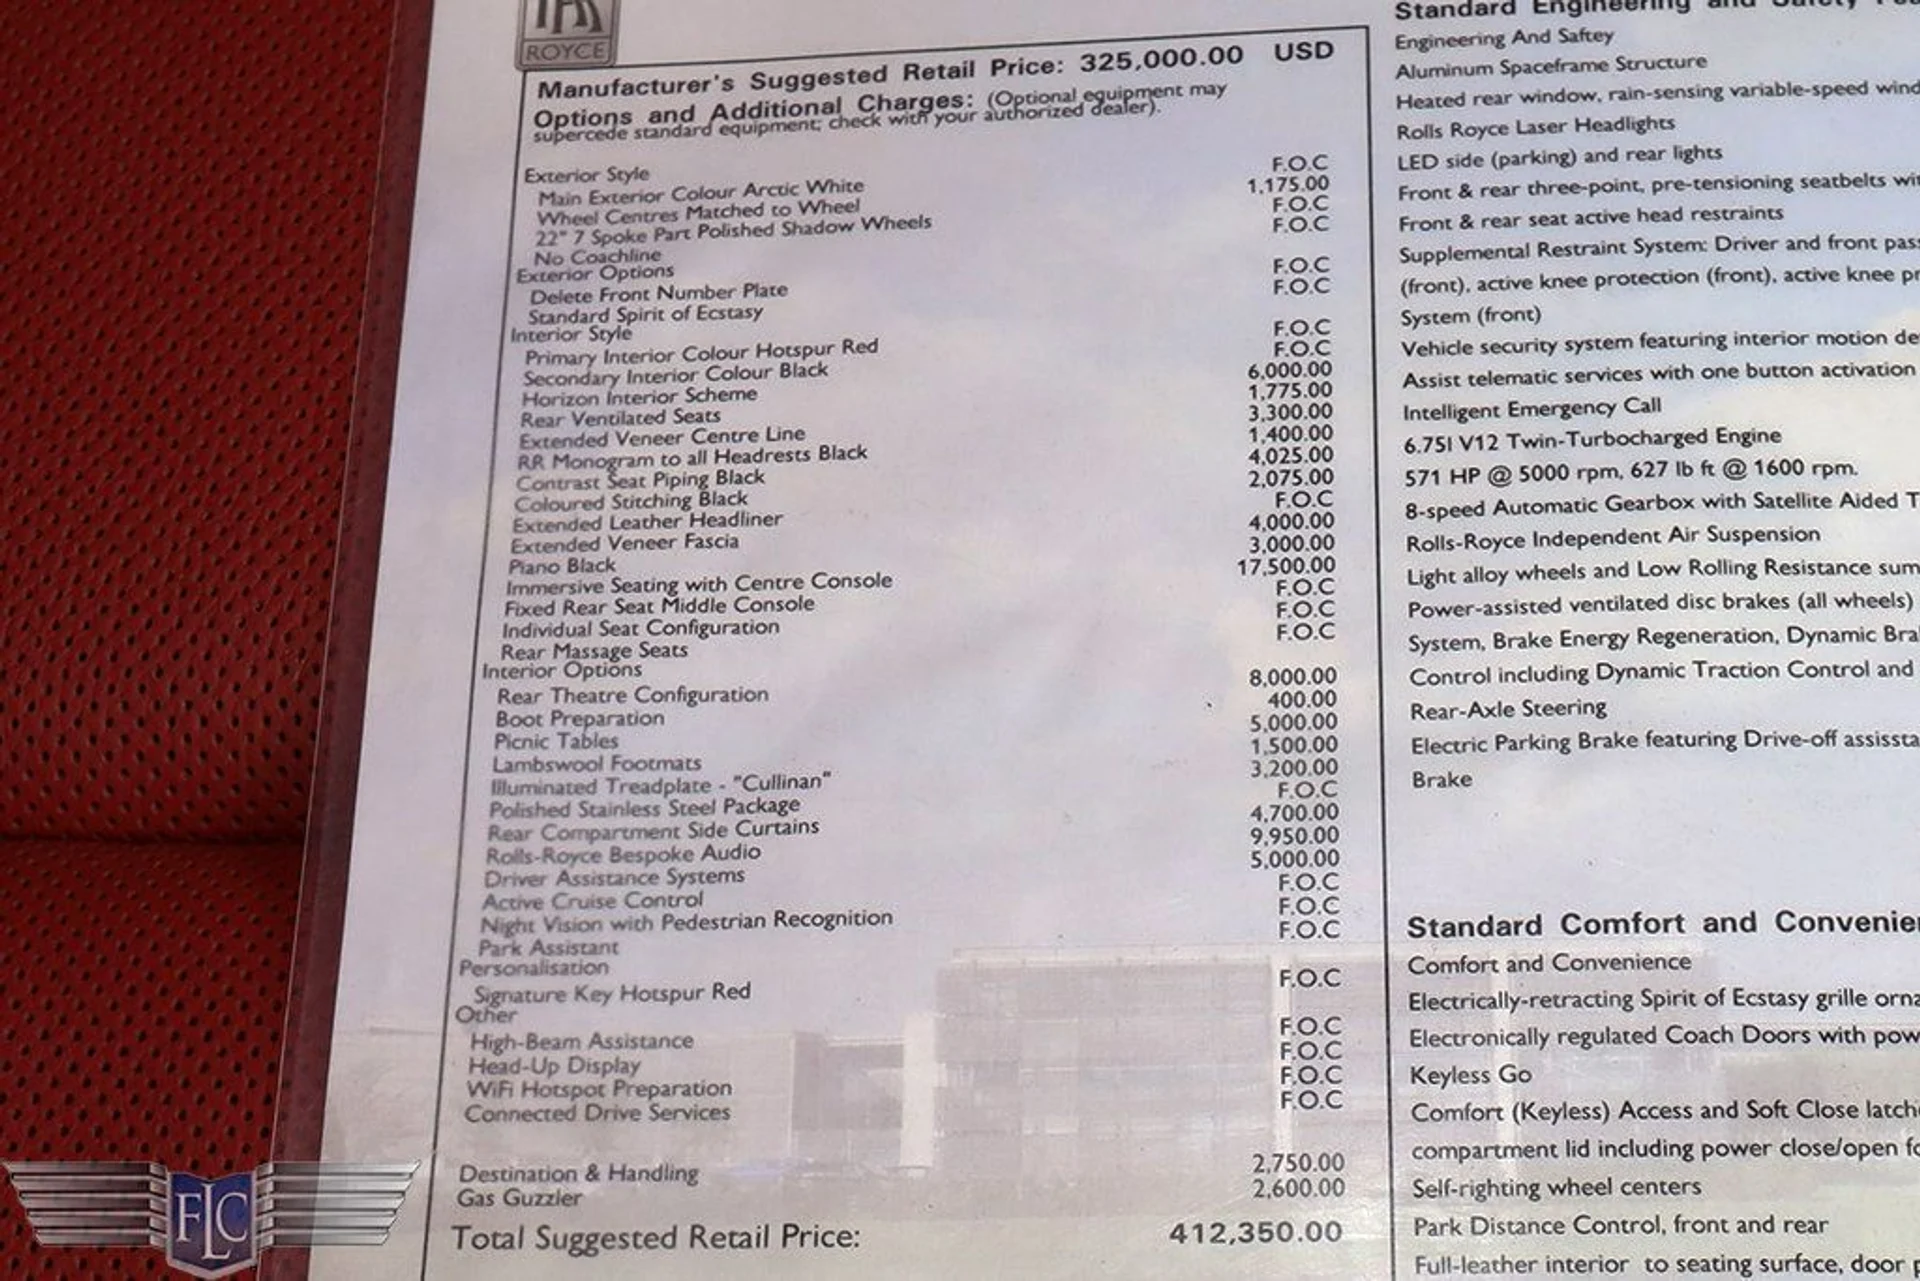 ROYCE
Manufacturer's Suggested Retail Price: 325,000.00 USD
Options and Additional Charges: (Optional equipment may
supercede standard equipment; check with your authorized dealer).
Exterior Style
Main Exterior Colour Arctic White F.O.C
Wheel Centres Matched to Wheel 1,175.00
22" 7 Spoke Part Polished Shadow Wheels F.O.C
No Coachline F.O.C
Exterior Options
Delete Front Number Plate F.O.C
Standard Spirit of Ecstasy F.O.C
Interior Style
Primary Interior Colour Hotspur Red F.O.C
Secondary Interior Colour Black F.O.C
Horizon Interior Scheme 6,000.00
Rear Ventilated Seats 1,775.00
Extended Veneer Centre Line 3,300.00
RR Monogram to all Headrests Black 1,400.00
Contrast Seat Piping Black 4,025.00
Coloured Stitching Black 2,075.00
Extended Leather Headliner F.O.C
Extended Veneer Fascia 4,000.00
Piano Black 3,000.00
Immersive Seating with Centre Console 17,500.00
Fixed Rear Seat Middle Console F.O.C
Individual Seat Configuration F.O.C
Rear Massage Seats F.O.C
Interior Options
Rear Theatre Configuration 8,000.00
Boot Preparation 400.00
Picnic Tables 5,000.00
Lambswool Footmats 1,500.00
Illuminated Treadplate - "Cullinan" 3,200.00
Polished Stainless Steel Package F.O.C
Rear Compartment Side Curtains 4,700.00
Rolls-Royce Bespoke Audio 9,950.00
Driver Assistance Systems 5,000.00
Active Cruise Control F.O.C
Night Vision with Pedestrian Recognition F.O.C
Park Assistant F.O.C
Personalisation
Signature Key Hotspur Red F.O.C
Other
High-Beam Assistance F.O.C
Head-Up Display F.O.C
WiFi Hotspot Preparation F.O.C
Connected Drive Services F.O.C
Destination & Handling 2,750.00
Gas Guzzler 2,600.00
Total Suggested Retail Price: 412,350.00
Standard Engineering and Safety
Engineering And Saftey
Aluminum Spaceframe Structure
Heated rear window, rain-sensing variable-speed wind
Rolls Royce Laser Headlights
LED side (parking) and rear lights
Front & rear three-point, pre-tensioning seatbelts wi
Front & rear seat active head restraints
Supplemental Restraint System: Driver and front pass
(front), active knee protection (front), active knee pr
System (front)
Vehicle security system featuring interior motion de
Assist telematic services with one button activation
Intelligent Emergency Call
6.75l V12 Twin-Turbocharged Engine
571 HP @ 5000 rpm, 627 lb ft @ 1600 rpm.
8-speed Automatic Gearbox with Satellite Aided T
Rolls-Royce Independent Air Suspension
Light alloy wheels and Low Rolling Resistance sum
Power-assisted ventilated disc brakes (all wheels)
System, Brake Energy Regeneration, Dynamic Bra
Control including Dynamic Traction Control and
Rear-Axle Steering
Electric Parking Brake featuring Drive-off assissta
Brake
Standard Comfort and Convenie
Comfort and Convenience
Electrically-retracting Spirit of Ecstasy grille orna
Electronically regulated Coach Doors with pow
Keyless Go
Comfort (Keyless) Access and Soft Close latchi
compartment lid including power close/open fo
Self-righting wheel centers
Park Distance Control, front and rear
Full-leather interior to seating surface, door p
FLC